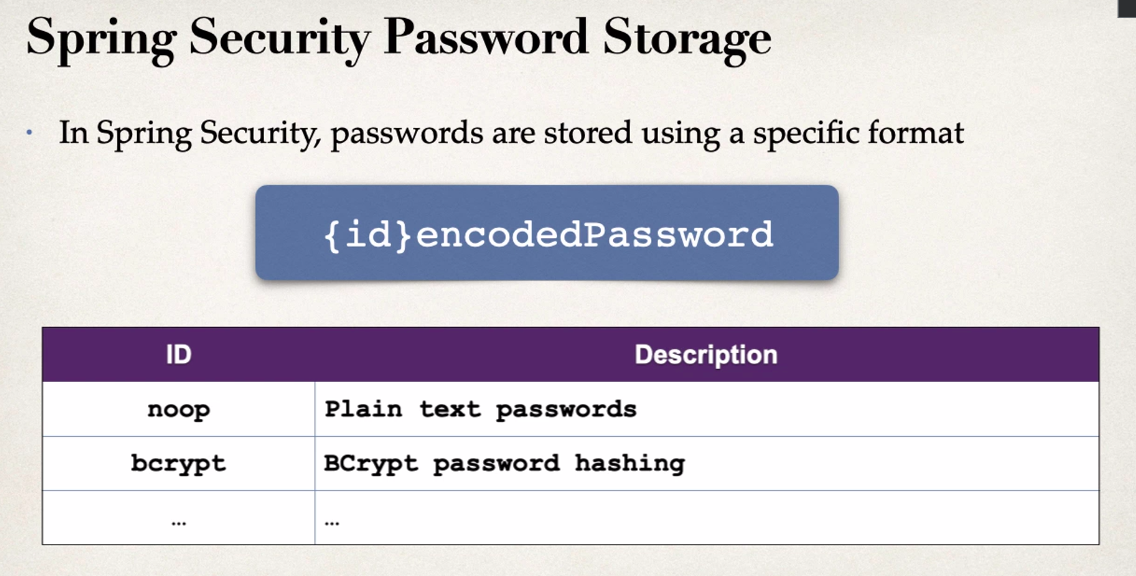 Spring Security Password Storage
• In Spring Security, passwords are stored using a specific format
{id}encodedPassword
ID Description
noop Plain text passwords
bcrypt BCrypt password hashing
... ...